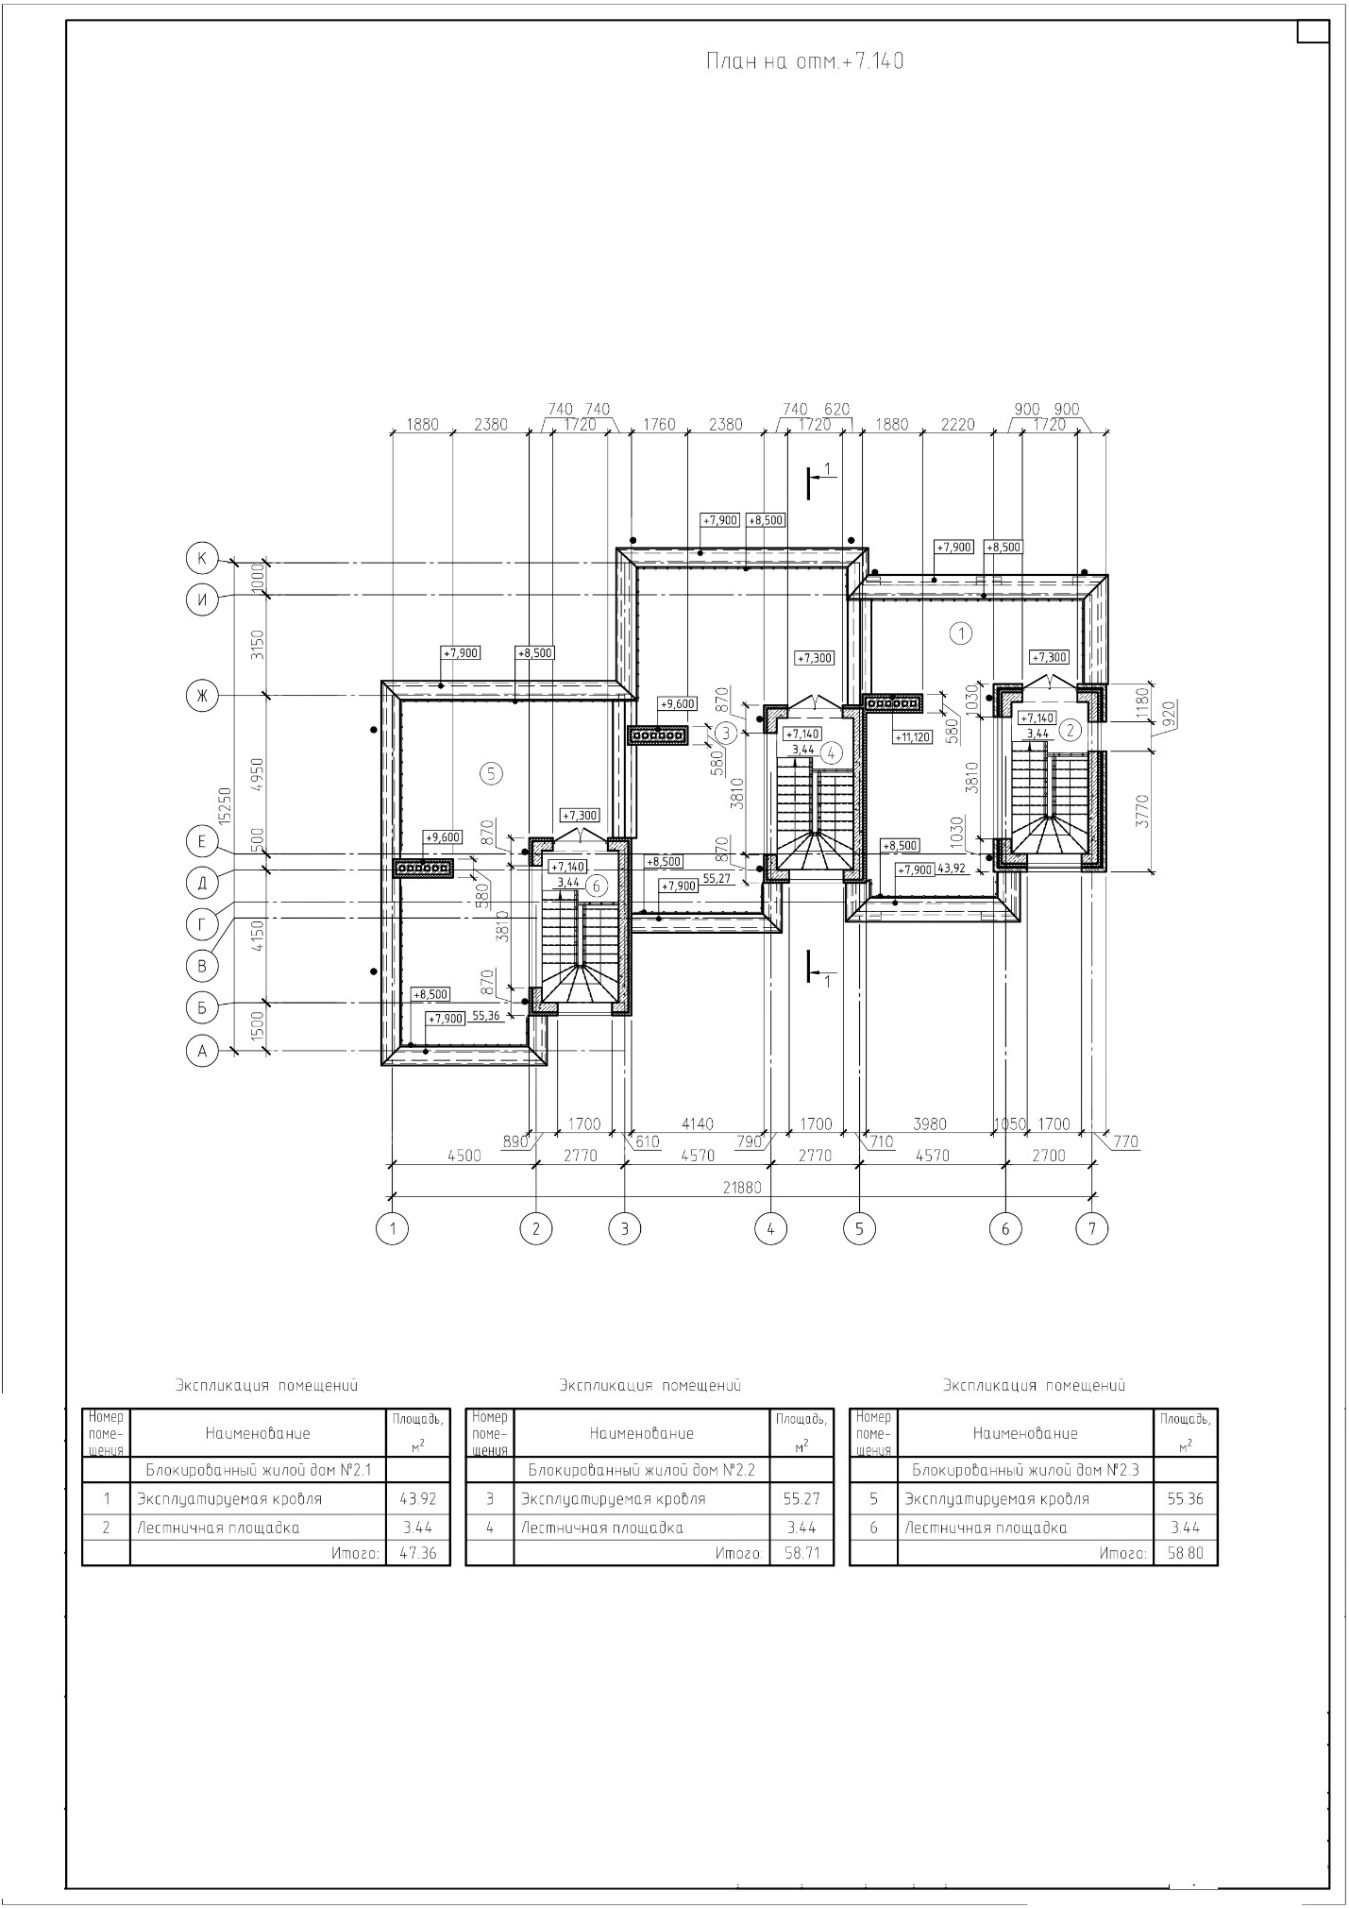 План на отм.+7.140
740 740
740 620
900 900
1880 2380 1720 1760 2380 1720 1880 2220 1720
1
+7,900 +8,500
+7,900 +8,500
К
И
1000
1
+7,900 +8,500
3150
+7,300
+7,300
Ж
870
+9,600
1030
1180
920
3
580
+7,140
3,44
4
+11,120
580
+7,140
3,44
2
4950
5
3810
3810
3770
15250
+7,300
870
Е
+9,600
500
870
1030
+8,500
+8,500
Д
580
+7,140
3,44
6
+7,900 55,27
+7,900 43,92
Г
3810
4150
В
870
1
+8,500
Б
+7,900 55,36
1500
А
1700 4140 1700 3980 1050 1700
890 610 790 710 770
4500 2770 4570 2770 4570 2700
21880
1 2 3 4 5 6 7
Экспликация помещений
Номер поме-щения Наименование Площадь, м²
Блокированный жилой дом №2.1
1 Эксплуатируемая кровля 43.92
2 Лестничная площадка 3.44
Итого: 47.36
Экспликация помещений
Номер поме-щения Наименование Площадь, м²
Блокированный жилой дом №2.2
3 Эксплуатируемая кровля 55.27
4 Лестничная площадка 3.44
Итого: 58.71
Экспликация помещений
Номер поме-щения Наименование Площадь, м²
Блокированный жилой дом №2.3
5 Эксплуатируемая кровля 55.36
6 Лестничная площадка 3.44
Итого: 58.80